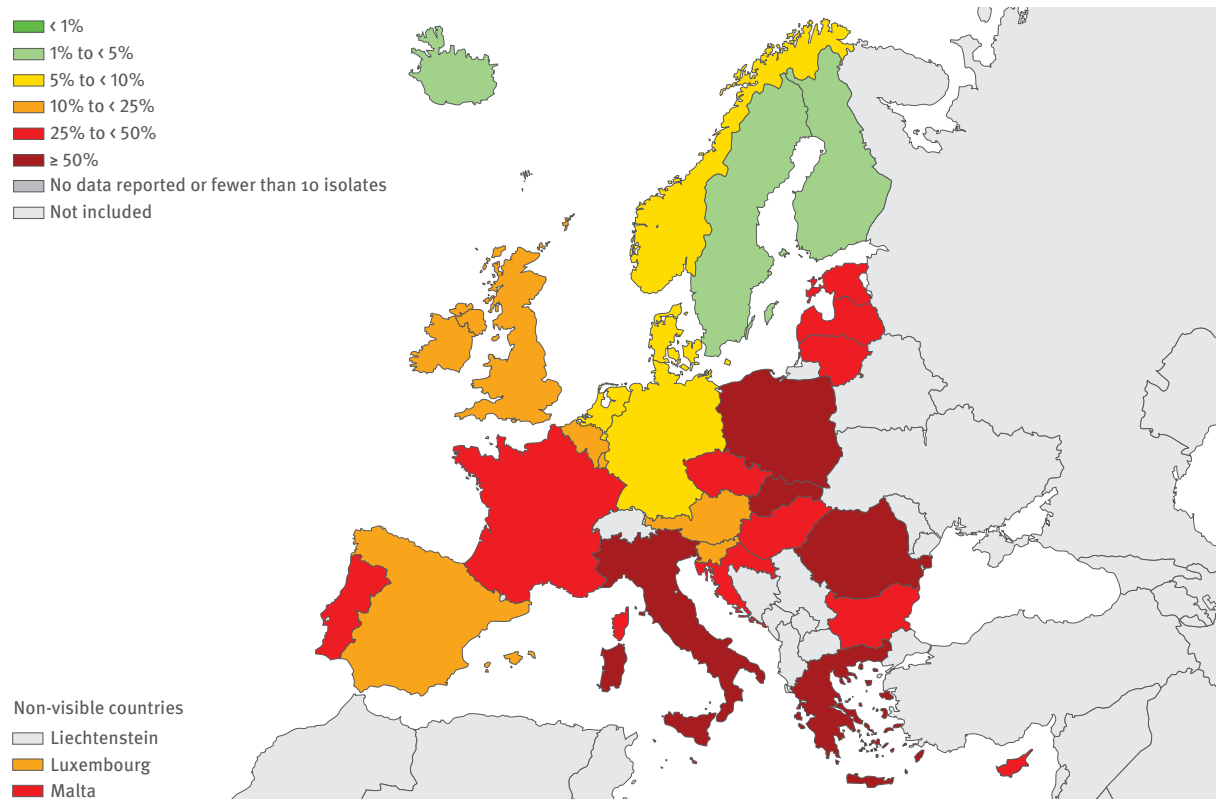 < 1%
1% to < 5%
5% to < 10%
10% to < 25%
25% to < 50%
≥ 50%
No data reported or fewer than 10 isolates
Not included
Non-visible countries
Liechtenstein
Luxembourg
Malta